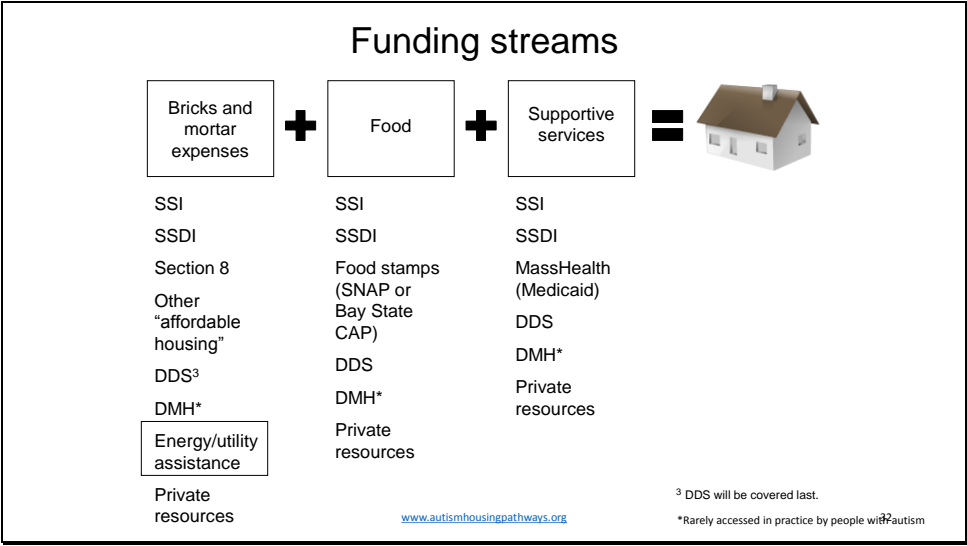 Funding streams
Bricks and
mortar
expenses
Food
Supportive
services
SSI
SSDI
Section 8
Other
“affordable
housing”
DDS³
DMH*
Energy/utility
assistance
Private
resources
SSI
SSDI
Food stamps
(SNAP or
Bay State
CAP)
DDS
DMH*
Private
resources
SSI
SSDI
MassHealth
(Medicaid)
DDS
DMH*
Private
resources
³ DDS will be covered last.
www.autismhousingpathways.org
*Rarely accessed in practice by people with autism
32